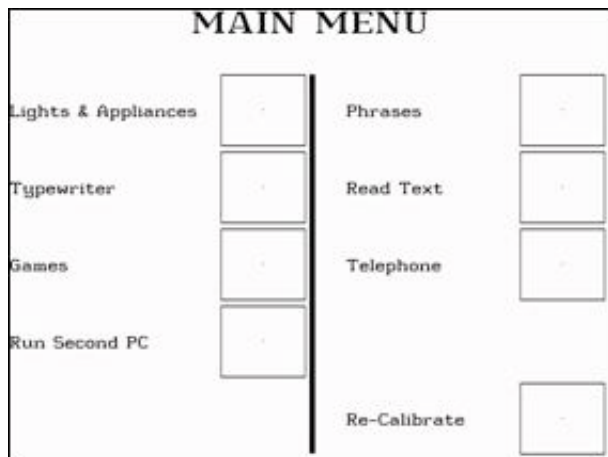 MAIN MENU
Lights & Appliances
Typewriter
Games
Run Second PC
Phrases
Read Text
Telephone
Re-Calibrate